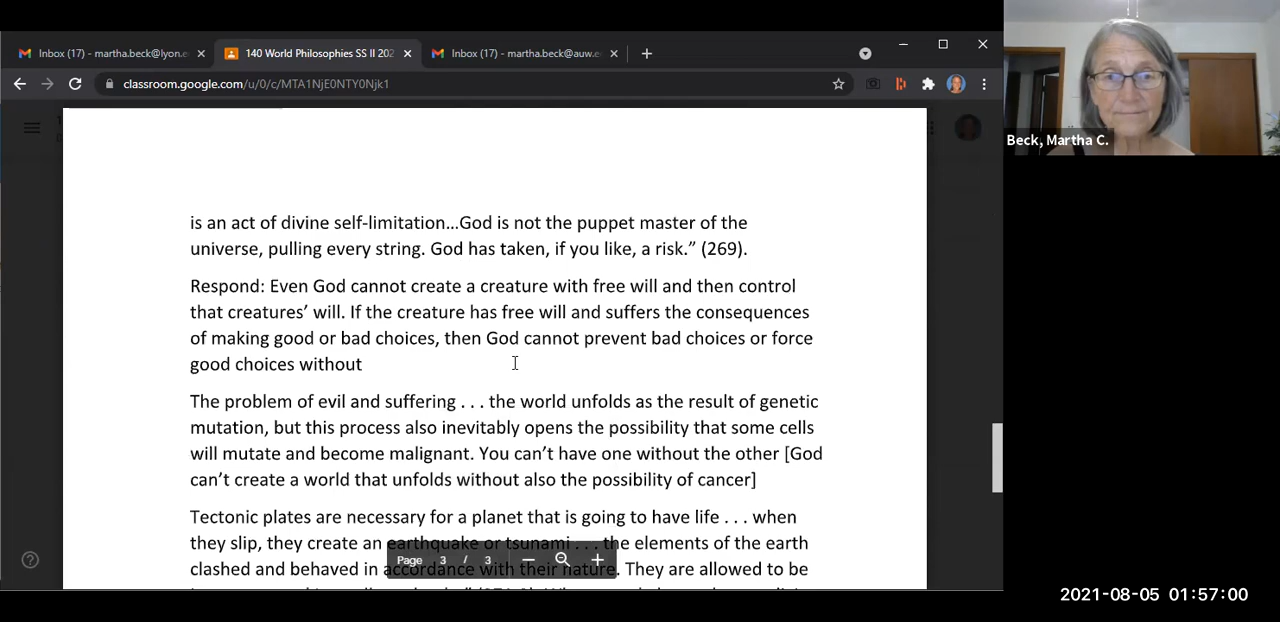 Inbox (17) - martha.beck@lyon.e
140 World Philosophies SS II 202
Inbox (17) - martha.beck@auw.e
classroom.google.com/u/0/c/MTA1NjE0NTY0Njk1
Beck, Martha C.
is an act of divine self-limitation…God is not the puppet master of the
universe, pulling every string. God has taken, if you like, a risk.” (269).
Respond: Even God cannot create a creature with free will and then control
that creatures’ will. If the creature has free will and suffers the consequences
of making good or bad choices, then God cannot prevent bad choices or force
good choices without
The problem of evil and suffering . . . the world unfolds as the result of genetic
mutation, but this process also inevitably opens the possibility that some cells
will mutate and become malignant. You can’t have one without the other [God
can’t create a world that unfolds without also the possibility of cancer]
Tectonic plates are necessary for a planet that is going to have life . . . when
they slip, they create an earthquake or tsunami . . . the elements of the earth
clashed and behaved in accordance with their nature. They are allowed to be
Page 3 / 3
2021-08-05 01:57:00